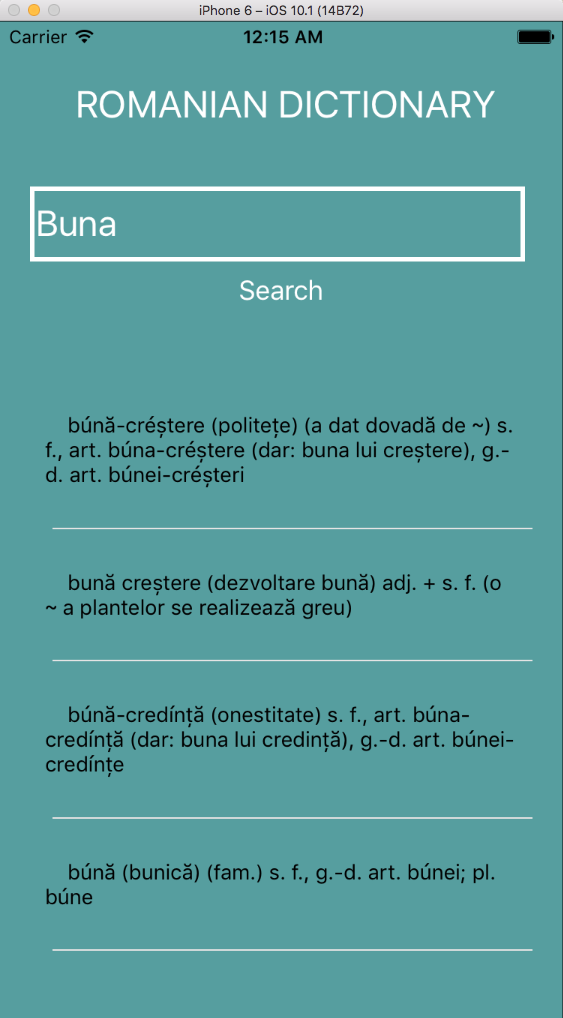 iPhone 6 – iOS 10.1 (14B72)
Carrier 12:15 AM
ROMANIAN DICTIONARY
Buna
Search
búnă-créștere (politețe) (a dat dovadă de ~) s.
f., art. búna-créștere (dar: buna lui creștere), g.-
d. art. búnei-créșteri
bună creștere (dezvoltare bună) adj. + s. f. (o
~ a plantelor se realizează greu)
búnă-credínță (onestitate) s. f., art. búna-
credínță (dar: buna lui credință), g.-d. art. búnei-
credínțe
búnă (bunică) (fam.) s. f., g.-d. art. búnei; pl.
búne